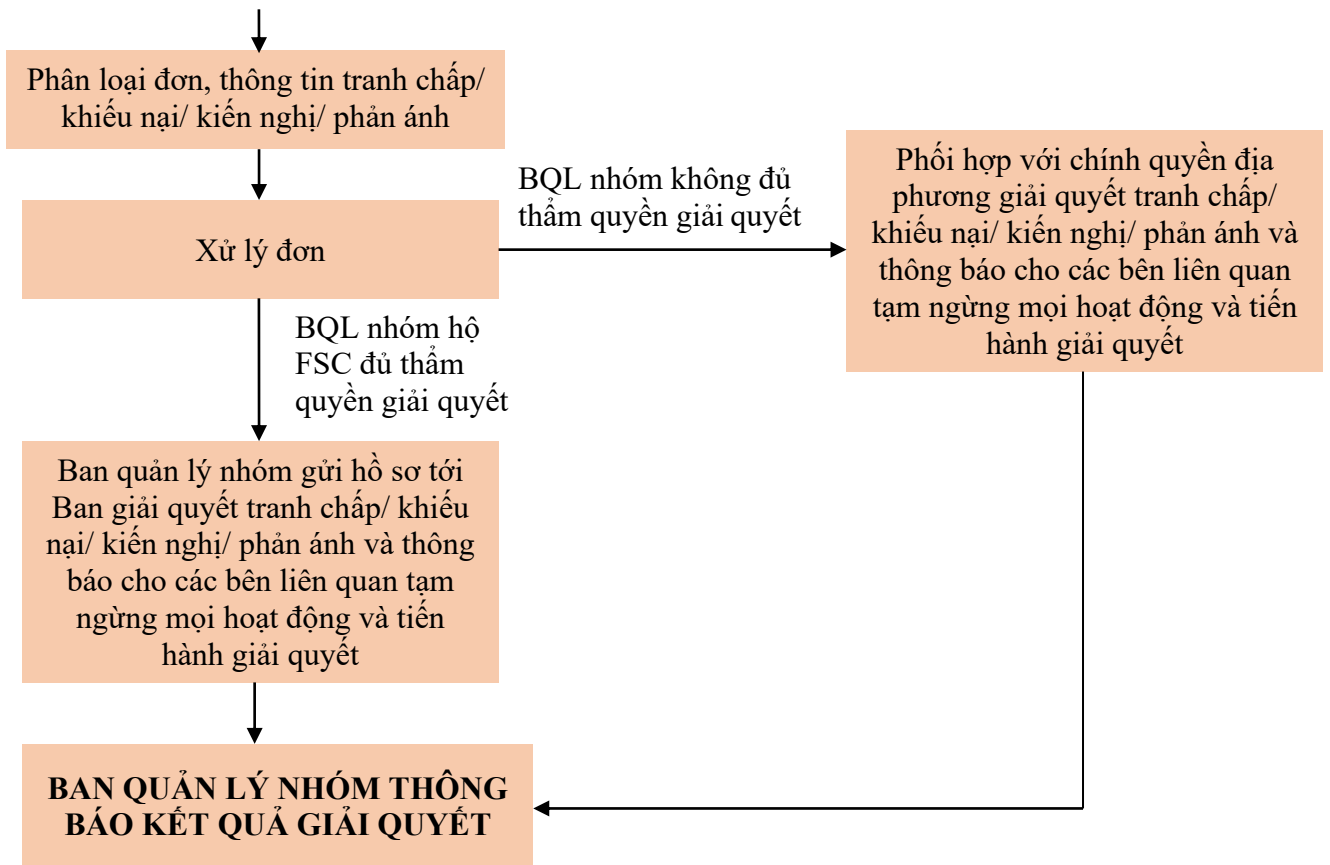 Phân loại đơn, thông tin tranh chấp/
khiếu nại/ kiến nghị/ phản ánh
Xử lý đơn
BQL nhóm không đủ
thẩm quyền giải quyết
Phối hợp với chính quyền địa
phương giải quyết tranh chấp/
khiếu nại/ kiến nghị/ phản ánh và
thông báo cho các bên liên quan
tạm ngừng mọi hoạt động và tiến
hành giải quyết
BQL nhóm hộ
FSC đủ thẩm
quyền giải quyết
Ban quản lý nhóm gửi hồ sơ tới
Ban giải quyết tranh chấp/ khiếu
nại/ kiến nghị/ phản ánh và thông
báo cho các bên liên quan tạm
ngừng mọi hoạt động và tiến
hành giải quyết
BAN QUẢN LÝ NHÓM THÔNG
BÁO KẾT QUẢ GIẢI QUYẾT